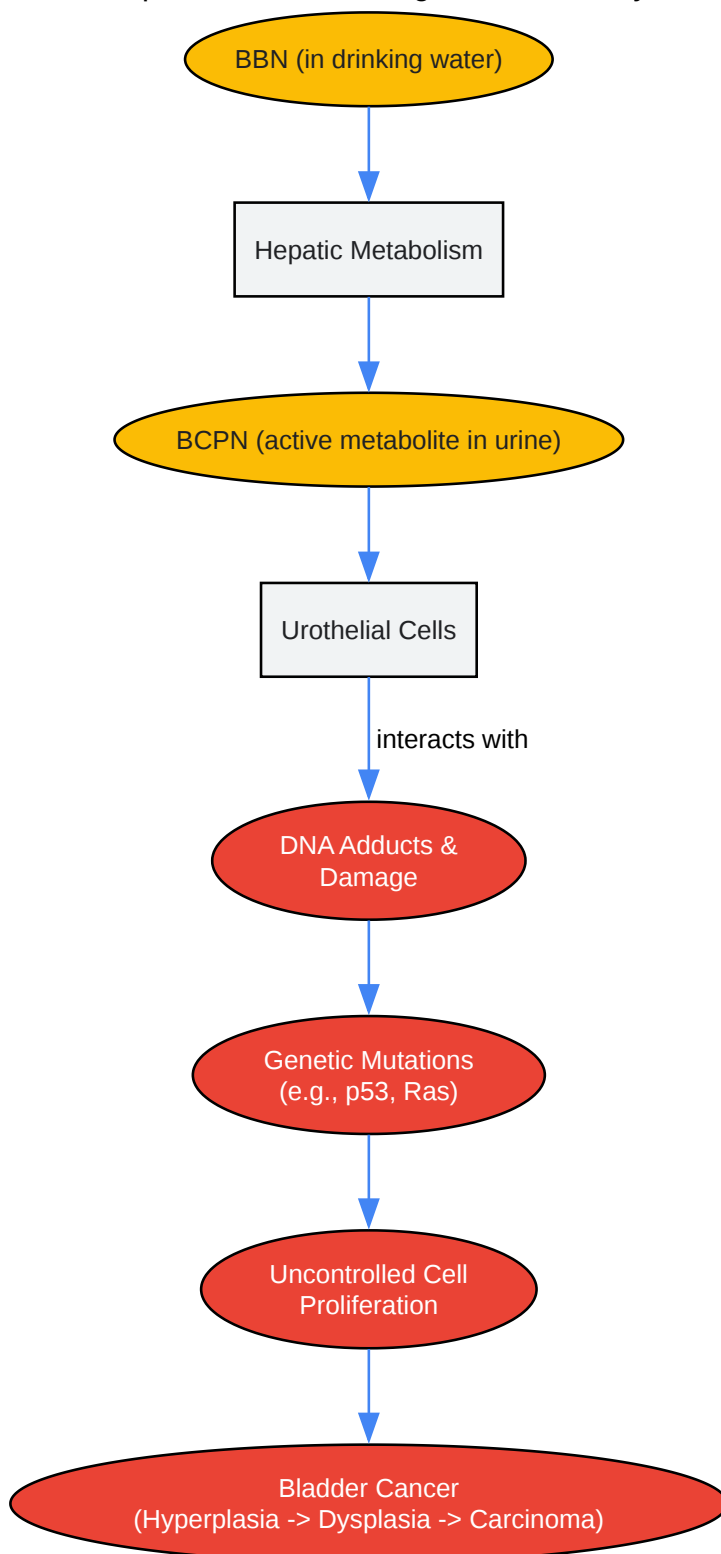 BBN (in drinking water)
Hepatic Metabolism
BCPN (active metabolite in urine)
Urothelial Cells
interacts with
DNA Adducts &
Damage
Genetic Mutations
(e.g., p53, Ras)
Uncontrolled Cell
Proliferation
Bladder Cancer
(Hyperplasia -> Dysplasia -> Carcinoma)